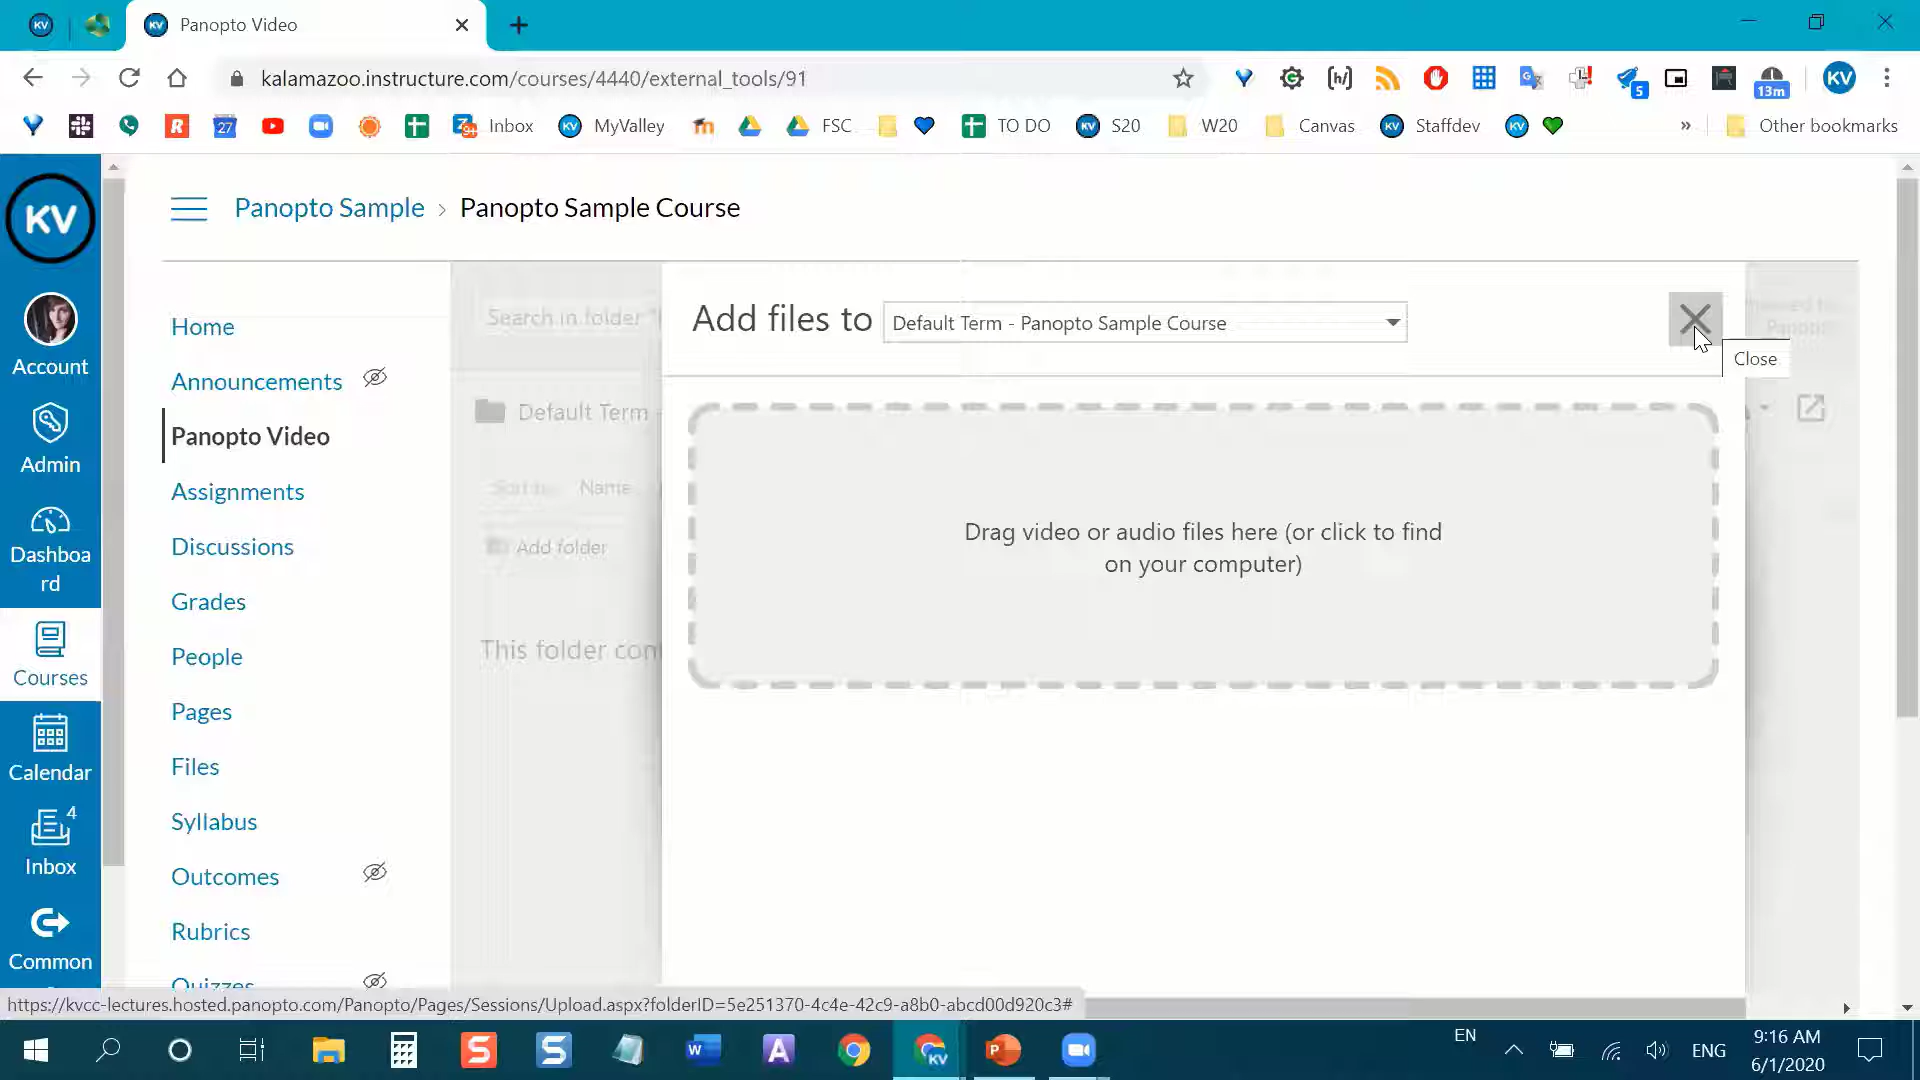 Panopto Video
kalamazoo.instructure.com/courses/4440/external_tools/91
5
13m
KV
27
Inbox
MyValley
FSC
TO DO
S20
W20
Canvas
Staffdev
»
Other bookmarks
KV
Account
Admin
Dashboa
rd
Courses
Calendar
4
Inbox
Common
Panopto Sample › Panopto Sample Course
Home
Announcements
Panopto Video
Assignments
Discussions
Grades
People
Pages
Files
Syllabus
Outcomes
Rubrics
Quizzes
Search in folder "
Default Term -
Name
Add folder
This folder con
Add files to
Default Term - Panopto Sample Course
Close
Drag video or audio files here (or click to find
on your computer)
https://kvcc-lectures.hosted.panopto.com/Panopto/Pages/Sessions/Upload.aspx?folderID=5e251370-4c4e-42c9-a8b0-abcd00d920c3#
EN
ENG
9:16 AM
6/1/2020